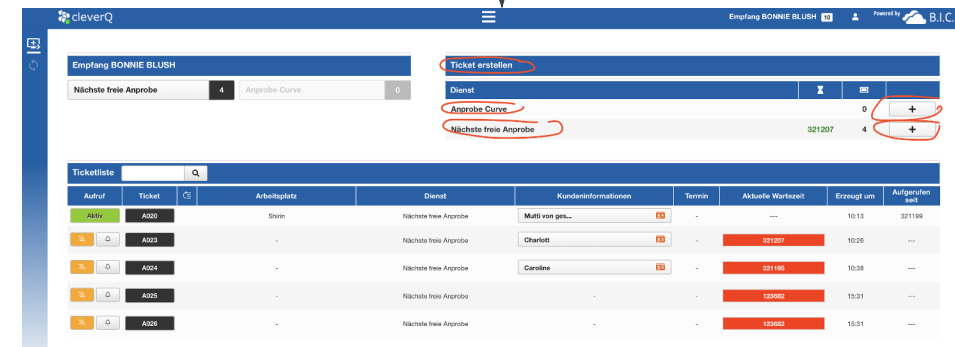 cleverQ
Empfang BONNIE BLUSH 10
Powered by B.I.C.
Empfang BONNIE BLUSH
Nächste freie Anprobe 4 Anprobe Curve 0
Ticket erstellen
Dienst
Anprobe Curve 0 +
Nächste freie Anprobe 321207 4 +
Ticketliste
Aufruf Ticket Arbeitsplatz Dienst Kundeninformationen Termin Aktuelle Wartezeit Erzeugt um Aufgerufen seit
Aktiv A020 Shirin Nächste freie Anprobe Mutti von ges... - --- 10:13 321199
A023 - Nächste freie Anprobe Charlott - 321207 10:26 ---
A024 - Nächste freie Anprobe Caroline - 321195 10:38 ---
A025 - Nächste freie Anprobe - - 123682 15:31 ---
A026 - Nächste freie Anprobe - - 123682 15:31 ---